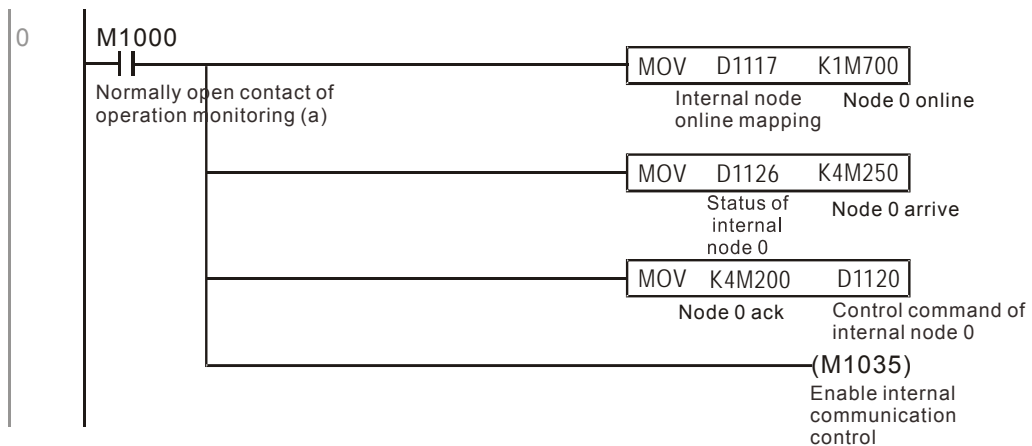 0
M1000
Normally open contact of
operation monitoring (a)
MOV D1117 K1M700
Internal node
online mapping
Node 0 online
MOV D1126 K4M250
Status of
internal
node 0
Node 0 arrive
MOV K4M200 D1120
Node 0 ack
Control command of
internal node 0
(M1035)
Enable internal
communication
control